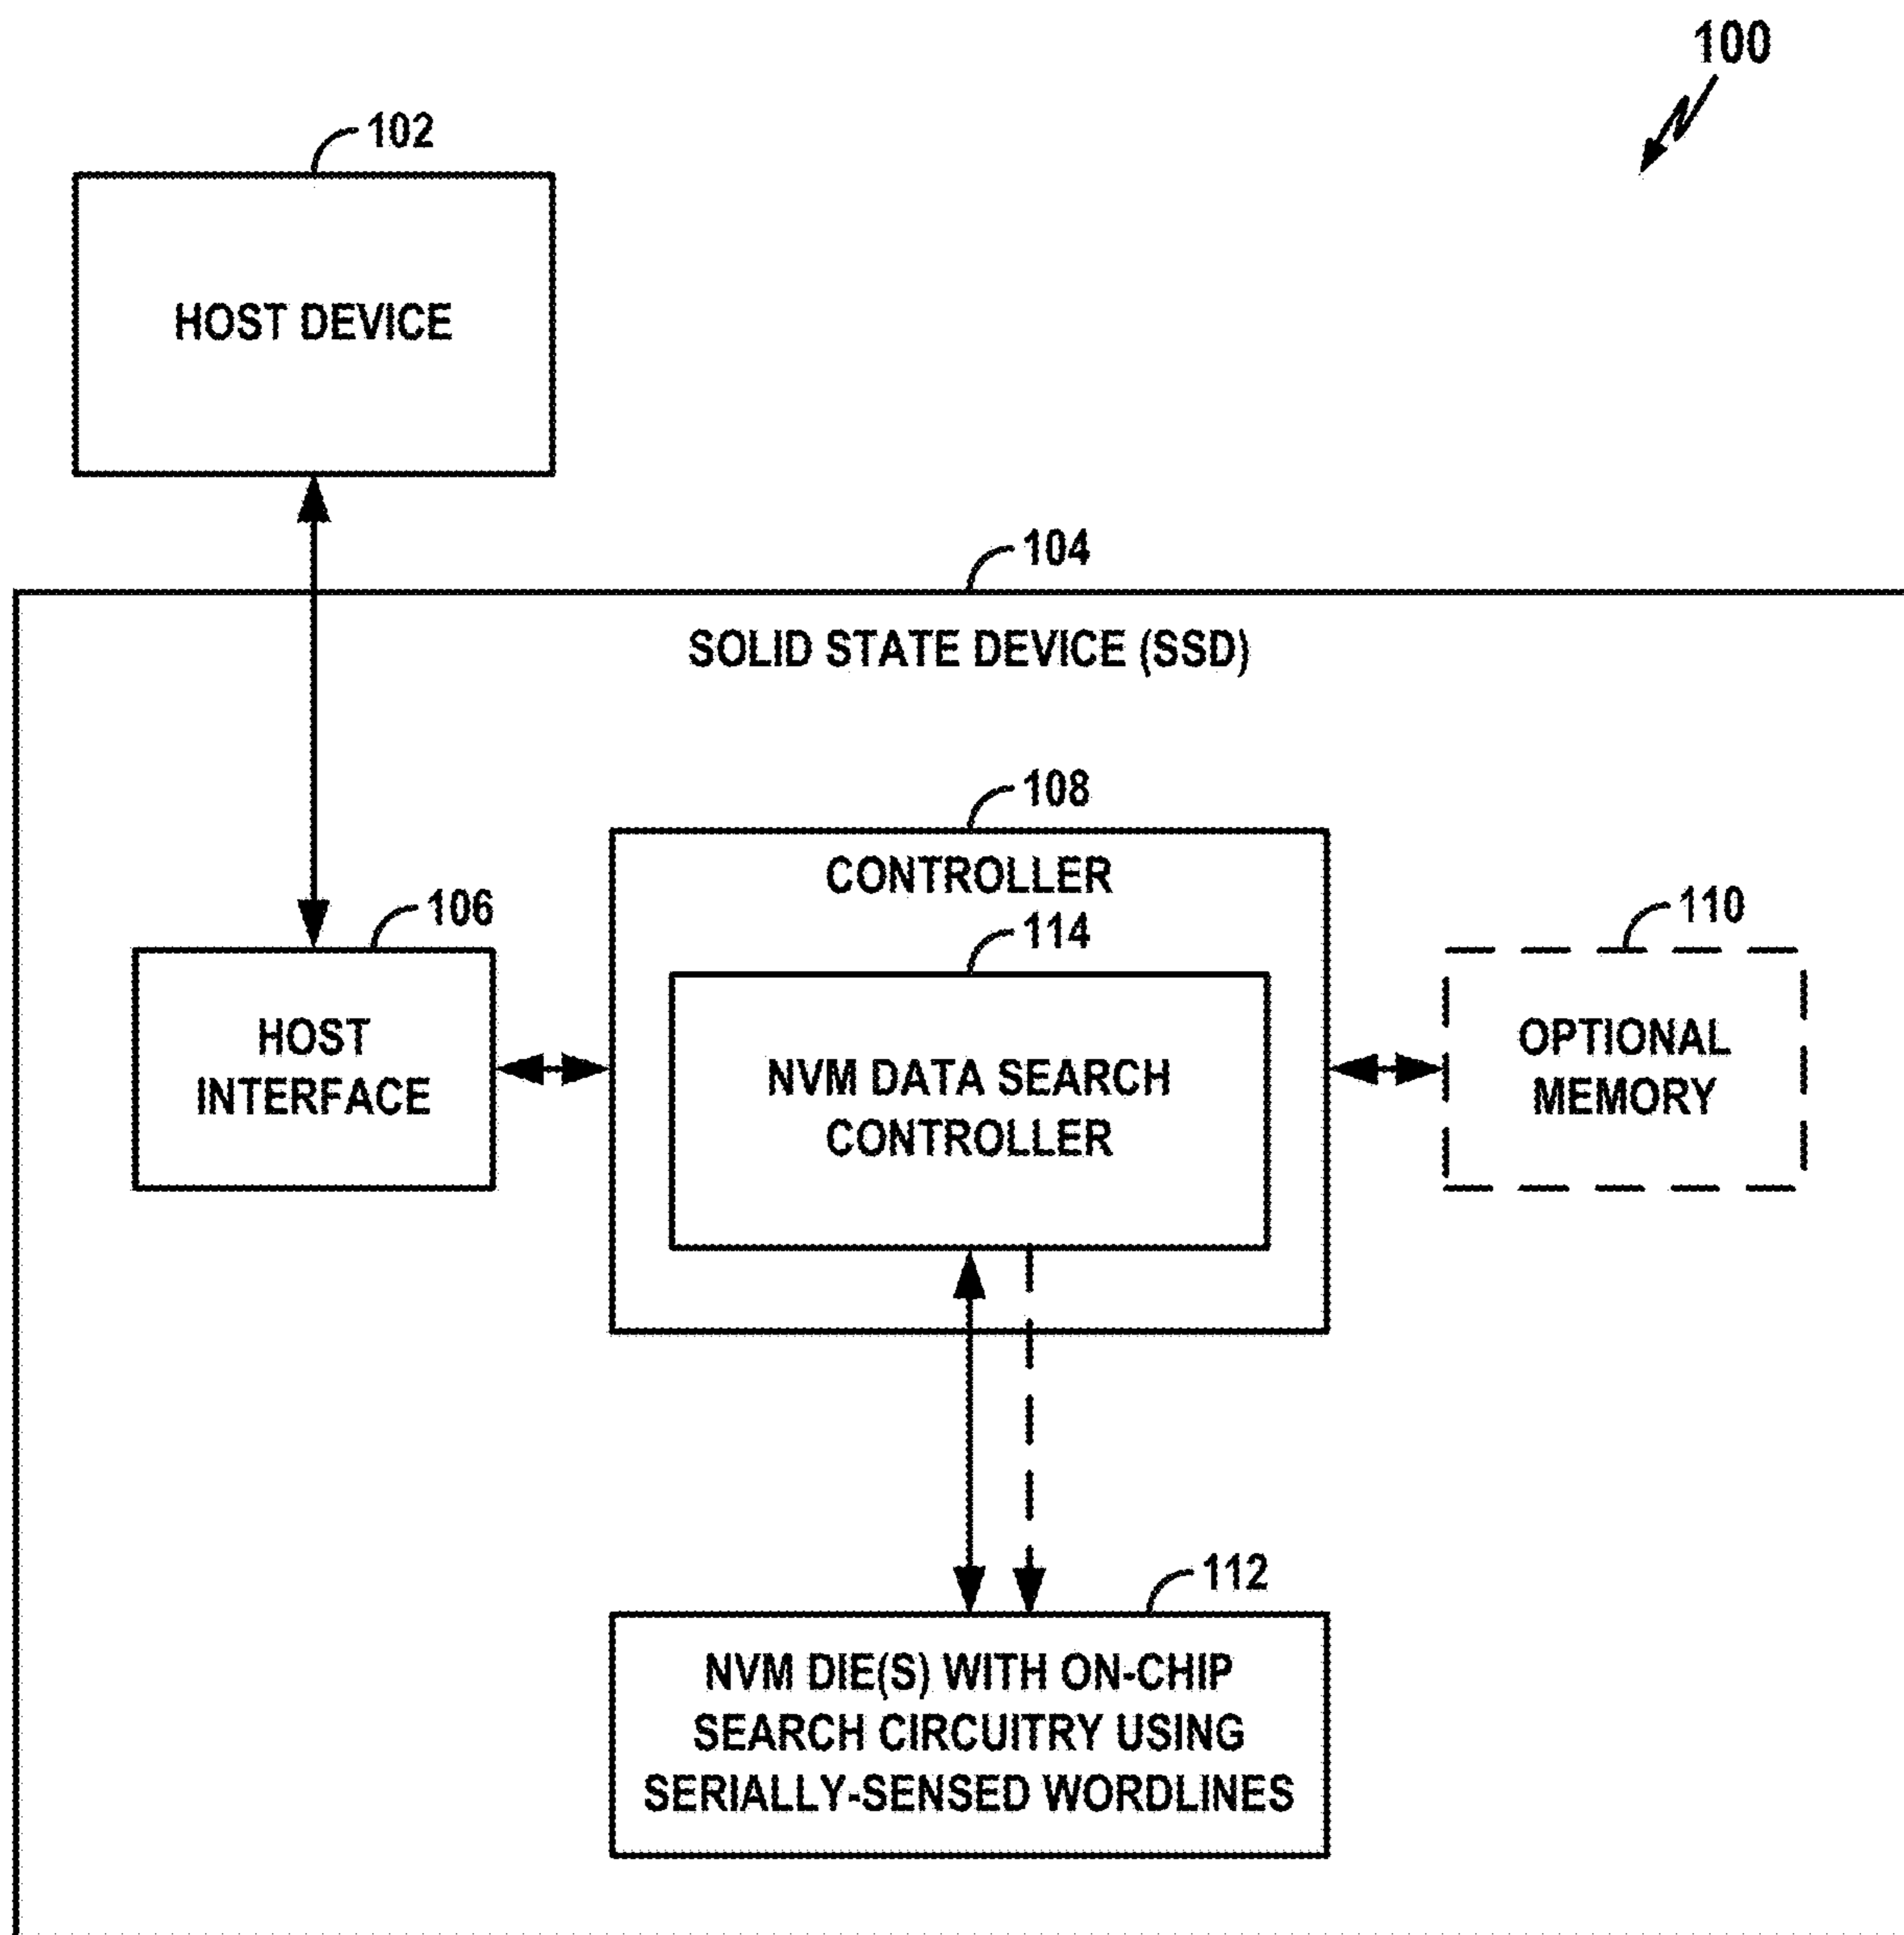 100
102
HOST DEVICE
104
SOLID STATE DEVICE (SSD)
108
CONTROLLER
106
HOST
INTERFACE
114
NVM DATA SEARCH
CONTROLLER
110
OPTIONAL
MEMORY
112
NVM DIE(S) WITH ON-CHIP
SEARCH CIRCUITRY USING
SERIALLY-SENSED WORDLINES